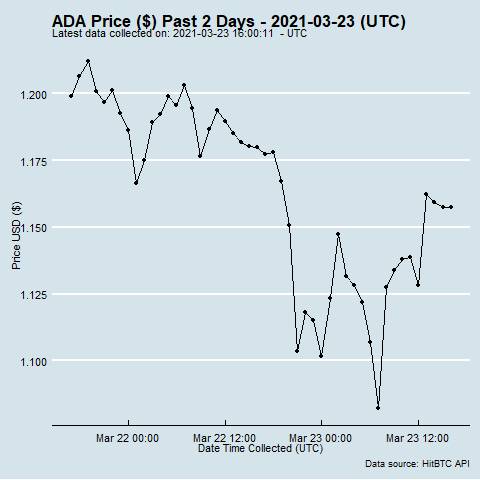 ADA Price ($) Past 2 Days - 2021-03-23 (UTC)
Latest data collected on: 2021-03-23 16:00:11 - UTC
1.200
1.175
1.150
1.125
1.100
Price USD ($)
Mar 22 00:00 Mar 22 12:00 Mar 23 00:00 Mar 23 12:00
Date Time Collected (UTC)
Data source: HitBTC API